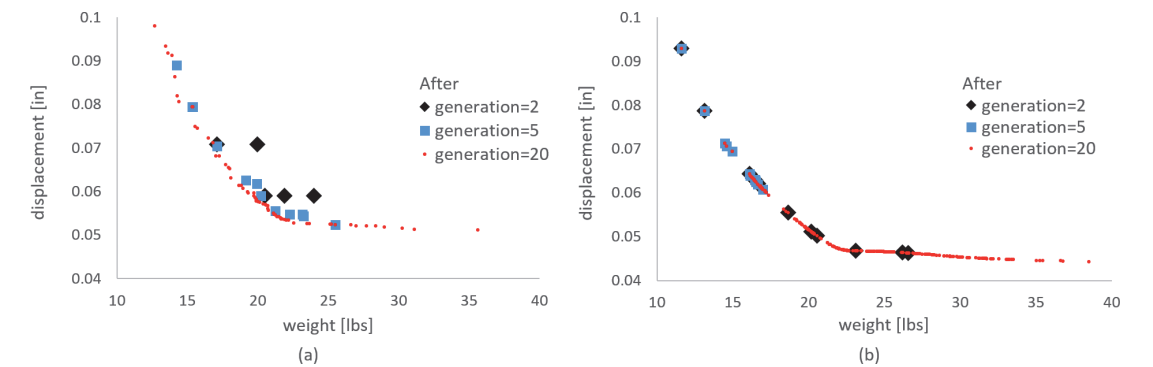 0.1
0.09
0.08
0.07
0.06
0.05
0.04
displacement [in]
10 15 20 25 30 35 40
weight [lbs]
After
generation=2
generation=5
generation=20
(a)
0.1
0.09
0.08
0.07
0.06
0.05
0.04
displacement [in]
10 15 20 25 30 35 40
weight [lbs]
After
generation=2
generation=5
generation=20
(b)